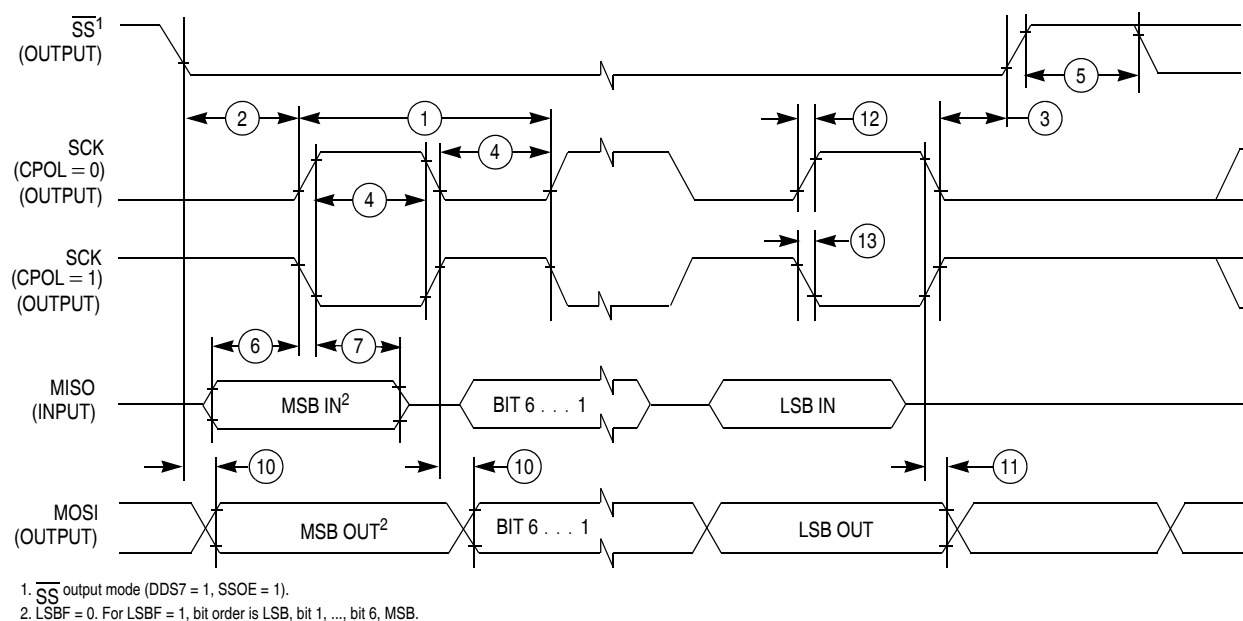 SS¹
(OUTPUT)
5
2
1
12
3
SCK
(CPOL = 0)
(OUTPUT)
4
4
SCK
(CPOL = 1)
(OUTPUT)
13
6
7
MISO
(INPUT)
MSB IN²
BIT 6 . . . 1
LSB IN
10
10
11
MOSI
(OUTPUT)
MSB OUT²
BIT 6 . . . 1
LSB OUT
1. SS output mode (DDS7 = 1, SSOE = 1).
2. LSBF = 0. For LSBF = 1, bit order is LSB, bit 1, ..., bit 6, MSB.